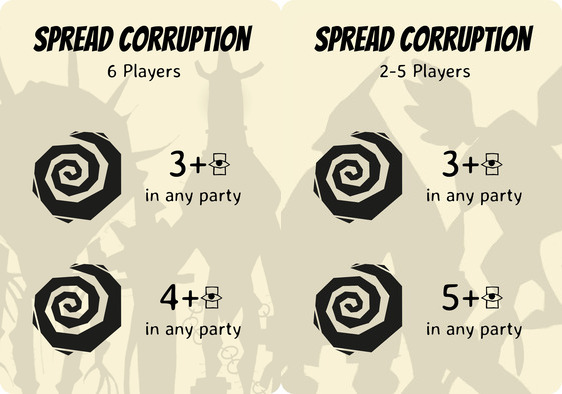 SPREAD CORRUPTION
6 Players
3+
in any party
4+
in any party
SPREAD CORRUPTION
2-5 Players
3+
in any party
5+
in any party